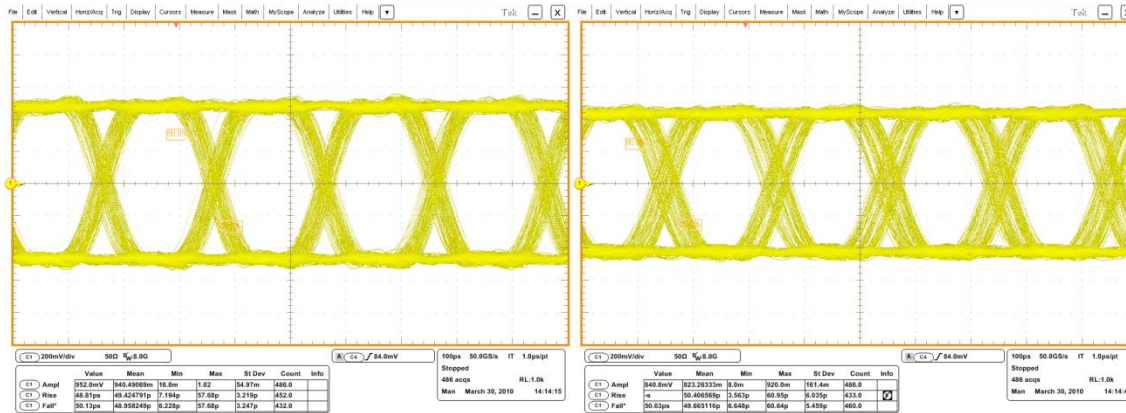 File Edit Vertical Horiz/Acq Trig Display Cursors Measure Mask Math MyScope Analyze Utilities Help
C1 200mV/div 50Ω BW:8.0G
A C4 84.0mV
100ps 50.0GS/s IT 1.0ps/pt
Stopped
486 acqs RL:1.0k
Man March 30, 2010 14:14:15
Value Mean Min Max St Dev Count Info
C1 Ampl 952.0mV 940.49069m 16.0m 1.02 54.97m 486.0
C1 Rise 48.81ps 49.424791p 7.194p 57.68p 3.219p 452.0
C1 Fall* 50.13ps 48.958249p 6.228p 57.68p 3.247p 432.0
File Edit Vertical Horiz/Acq Trig Display Cursors Measure Mask Math MyScope Analyze Utilities Help
C1 200mV/div 50Ω BW:8.0G
A C4 84.0mV
100ps 50.0GS/s IT 1.0ps/pt
Stopped
486 acqs RL:1.0k
Man March 30, 2010
Value Mean Min Max St Dev Count Info
C1 Ampl 840.0mV 823.26333m 8.0m 920.0m 161.4m 486.0
C1 Rise -s 50.406569p 3.563p 60.95p 6.035p 433.0
C1 Fall* 50.63ps 49.665116p 6.648p 60.64p 5.459p 460.0